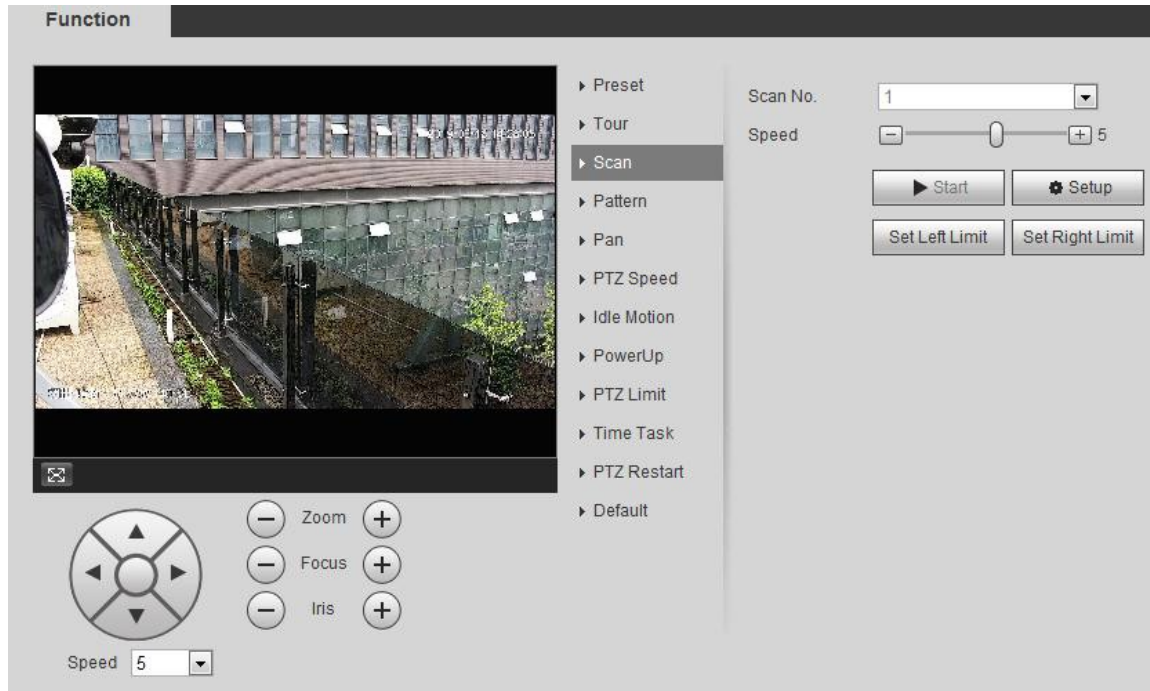 Function
Preset
Tour
Scan
Pattern
Pan
PTZ Speed
Idle Motion
PowerUp
PTZ Limit
Time Task
PTZ Restart
Default
Scan No. 1
Speed 5
Start Setup
Set Left Limit Set Right Limit
Zoom
Focus
Iris
Speed 5